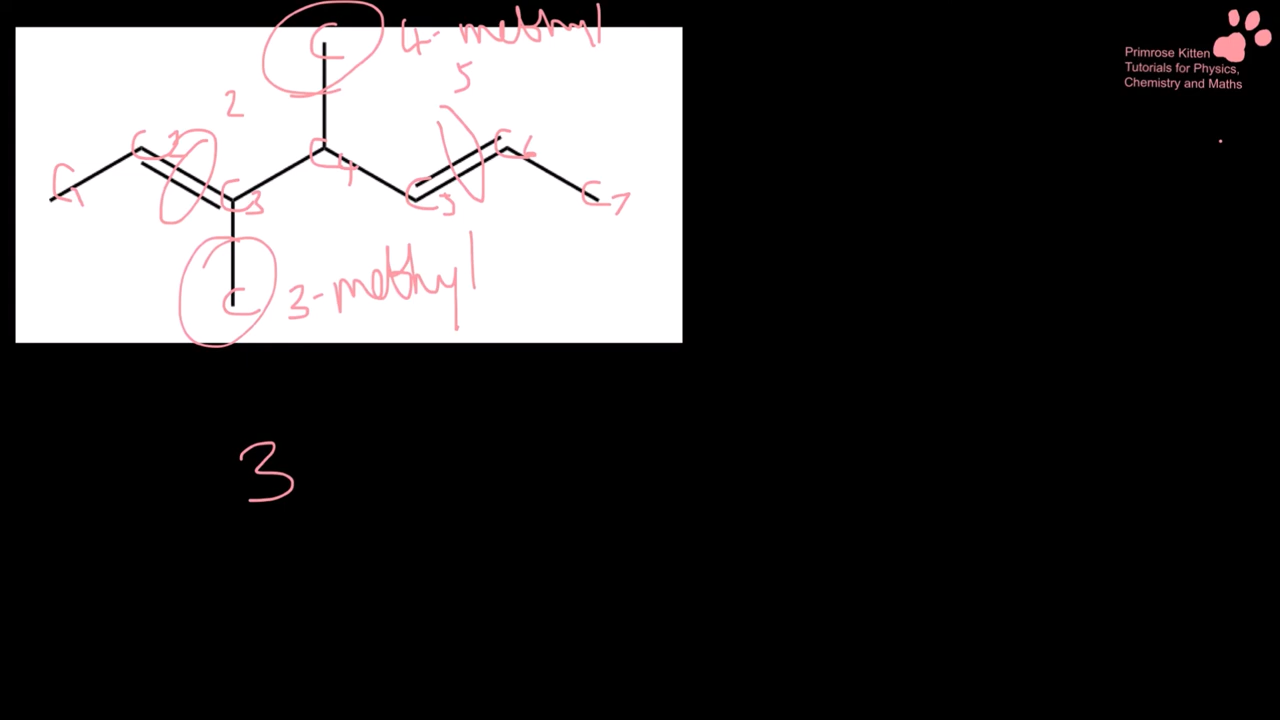 C 4-methyl
2 5
C1 C2 C3 C4 C5 C6 C7
C 3-methyl
3
Primrose Kitten
Tutorials for Physics,
Chemistry and Maths